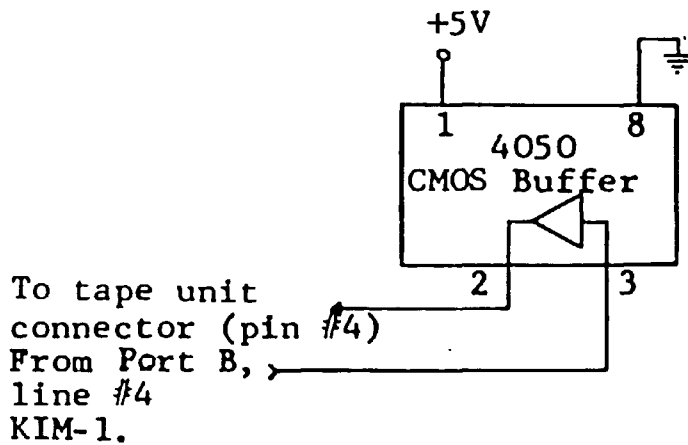 +5V
1
8
4050
CMOS Buffer
2
3
To tape unit
connector (pin #4)
From Port B,
line #4
KIM-1.